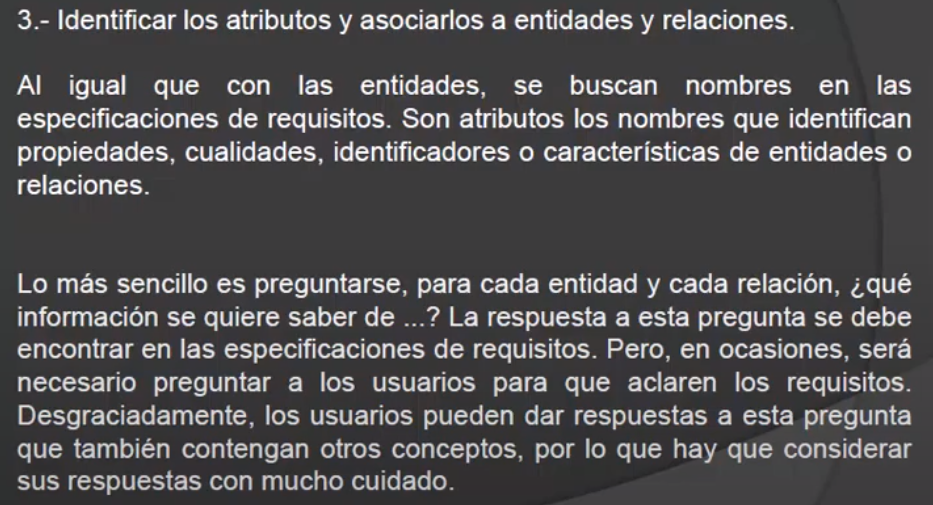 3.- Identificar los atributos y asociarlos a entidades y relaciones.
Al igual que con las entidades, se buscan nombres en las
especificaciones de requisitos. Son atributos los nombres que identifican
propiedades, cualidades, identificadores o características de entidades o
relaciones.
Lo más sencillo es preguntarse, para cada entidad y cada relación, ¿qué
información se quiere saber de ...? La respuesta a esta pregunta se debe
encontrar en las especificaciones de requisitos. Pero, en ocasiones, será
necesario preguntar a los usuarios para que aclaren los requisitos.
Desgraciadamente, los usuarios pueden dar respuestas a esta pregunta
que también contengan otros conceptos, por lo que hay que considerar
sus respuestas con mucho cuidado.